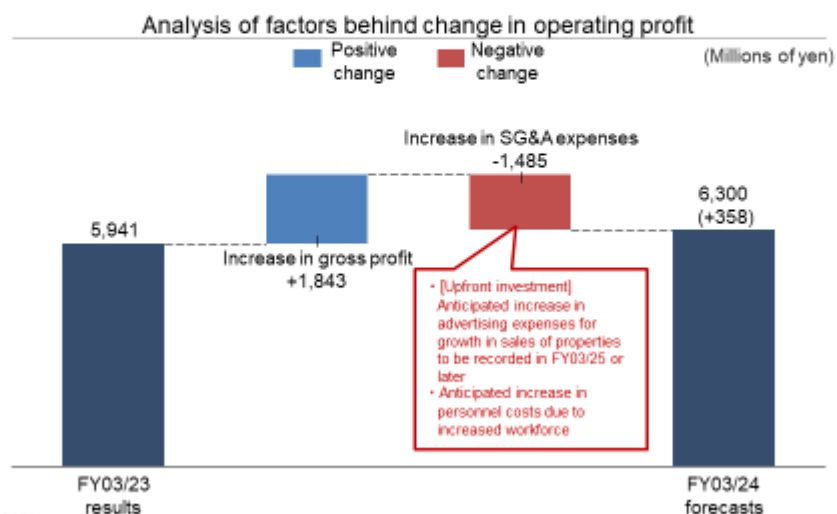 Analysis of factors behind change in operating profit
Positive
change
Negative
change
(Millions of yen)
Increase in SG&A expenses
-1,485
6,300
(+358)
5,941
Increase in gross profit
+1,843
・[Upfront investment]
Anticipated increase in
advertising expenses for
growth in sales of properties
to be recorded in FY03/25 or
later
・Anticipated increase in
personnel costs due to
increased workforce
FY03/23
results
FY03/24
forecasts